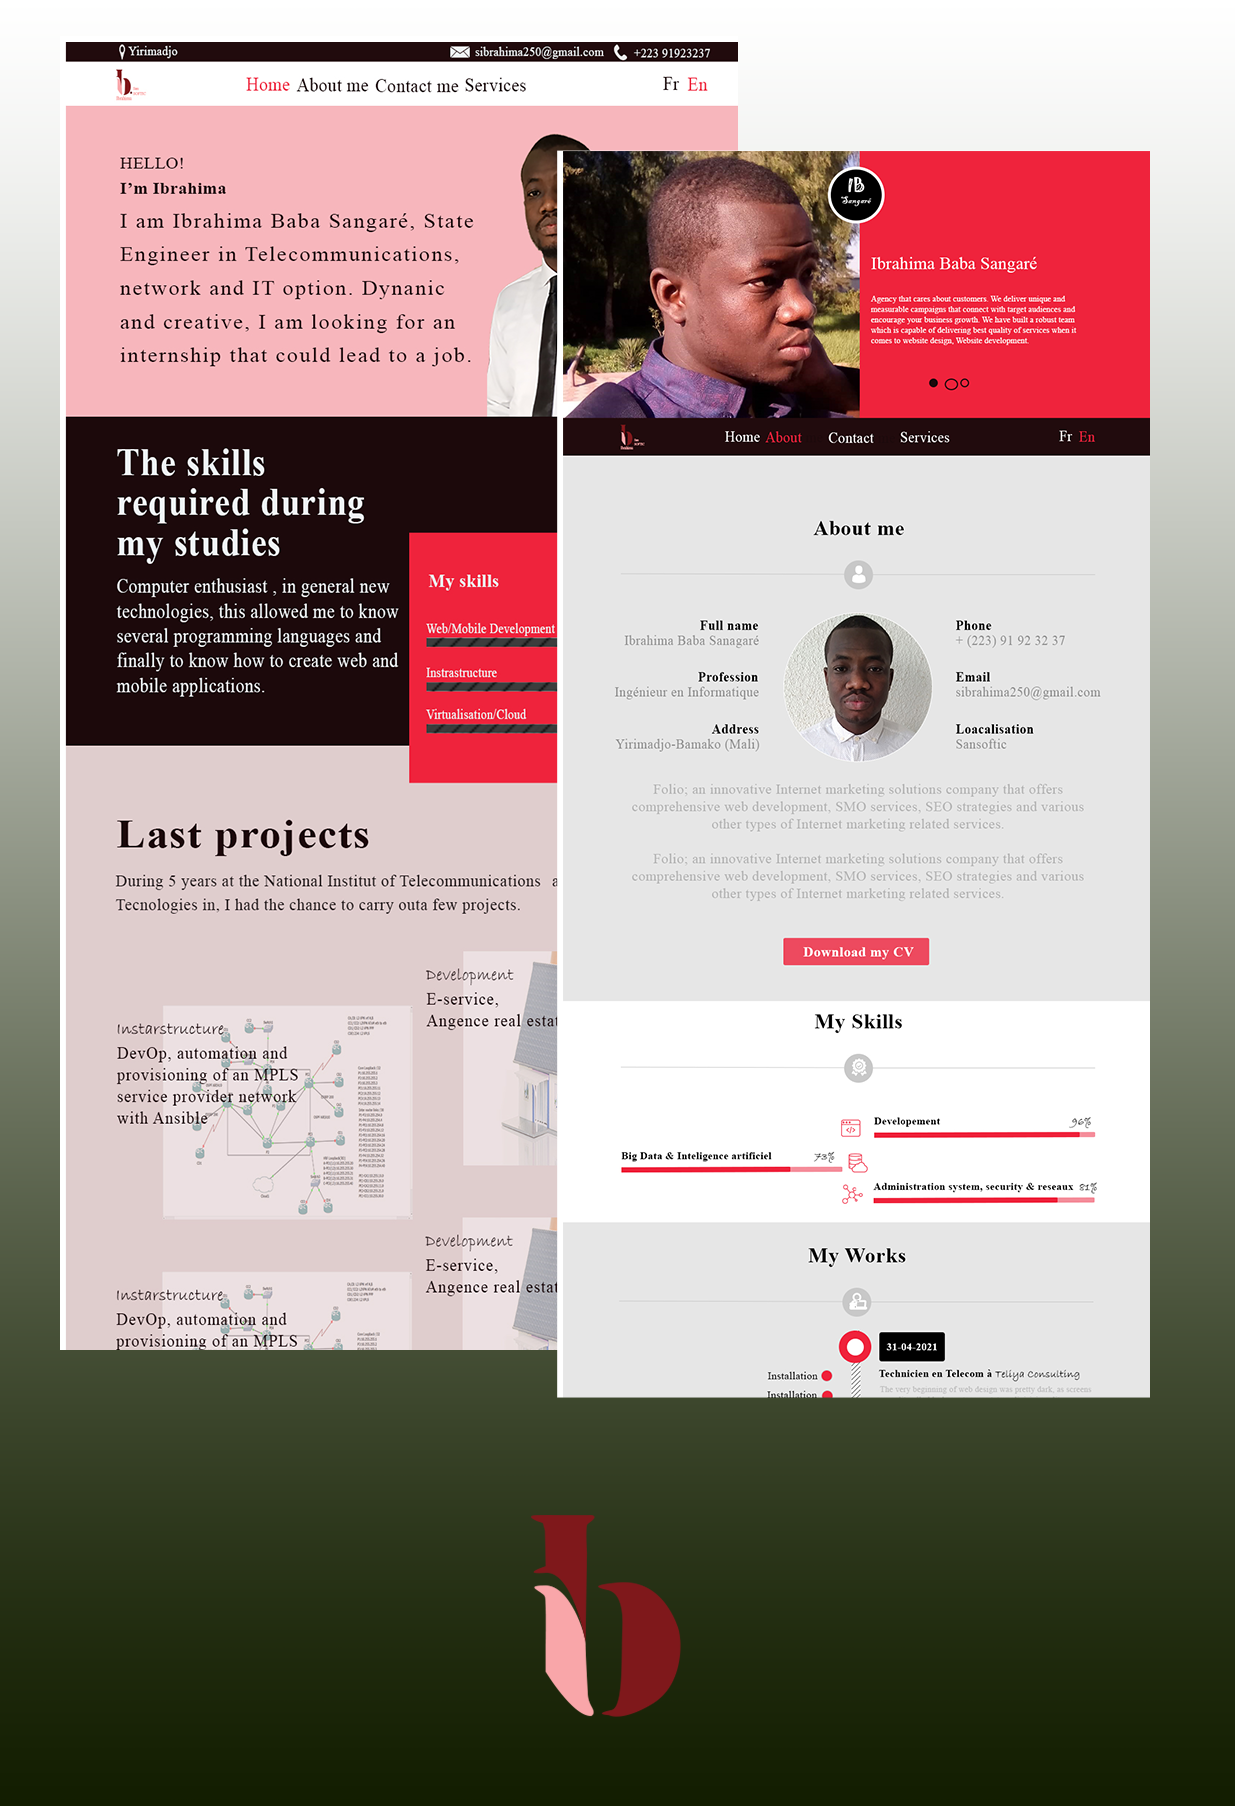 Yirimadjo
sibrahima250@gmail.com
+223 91923237
Home About me Contact me Services
Fr En
HELLO!
I'm Ibrahima
I am Ibrahima Baba Sangaré, State
Engineer in Telecommunications,
network and IT option. Dynanic
and creative, I am looking for an
internship that could lead to a job.
The skills
required during
my studies
Computer enthusiast , in general new
technologies, this allowed me to know
several programming languages and
finally to know how to create web and
mobile applications.
My skills
Web/Mobile Development
Instrastructure
Virtualisation/Cloud
Last projects
During 5 years at the National Institut of Telecommunications a
Tecnologies in, I had the chance to carry outa few projects.
Development
E-service,
Angence real estat
Instarstructure
DevOp, automation and
provisioning of an MPLS
service provider network
with Ansible
Development
E-service,
Angence real estat
Instarstructure
DevOp, automation and
provisioning of an MPLS
IB
Sangaré
Ibrahima Baba Sangaré
Agency that cares about customers. We deliver unique and
measurable campaigns that connect with target audiences and
encourage your business growth. We have built a robust team
which is capable of delivering best quality of services when it
comes to website design, Website development.
Home About Contact Services
Fr En
About me
Full name
Ibrahima Baba Sanagaré
Profession
Ingénieur en Informatique
Address
Yirimadjo-Bamako (Mali)
Phone
+ (223) 91 92 32 37
Email
sibrahima250@gmail.com
Loacalisation
Sansoftic
Folio; an innovative Internet marketing solutions company that offers
comprehensive web development, SMO services, SEO strategies and various
other types of Internet marketing related services.
Folio; an innovative Internet marketing solutions company that offers
comprehensive web development, SMO services, SEO strategies and various
other types of Internet marketing related services.
Download my CV
My Skills
Developement 96%
Big Data & Inteligence artificiel 73%
Administration system, security & reseaux 81%
My Works
31-04-2021
Technicien en Telecom à Teliya Consulting
The very beginning of web design was pretty dark, as screens
Installation
Installation
b